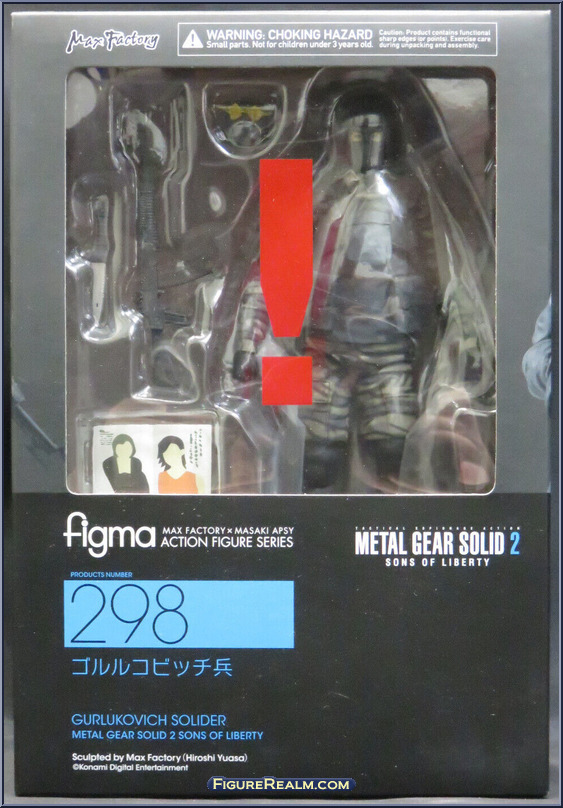 Max Factory
WARNING: CHOKING HAZARD
Small parts. Not for children under 3 years old.
Caution: Product contains functional
sharp edges (or points). Exercise care
during unpacking and assembly.
!
figma
MAX FACTORY × MASAKI APSY
ACTION FIGURE SERIES
TACTICAL ESPIONAGE ACTION
METAL GEAR SOLID 2
SONS OF LIBERTY
PRODUCTS NUMBER
298
ゴルルコビッチ兵
GURLUKOVICH SOLIDER
METAL GEAR SOLID 2 SONS OF LIBERTY
Sculpted by Max Factory (Hiroshi Yuasa)
©Konami Digital Entertainment
FIGUREREALM.COM